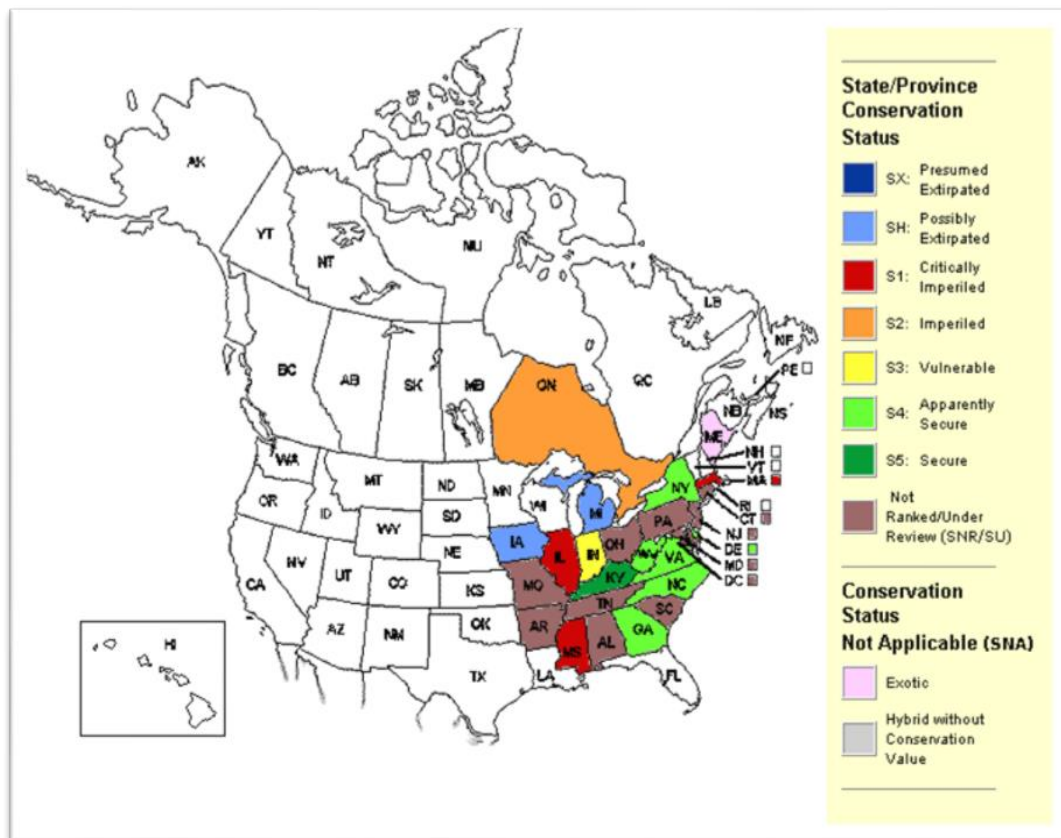 AK
YT
NT
NU
BC
AB
SK
MB
ON
QC
LB
NF
PE
NB
NS
ME
NH
VT
MA
RI
CT
NJ
DE
MD
DC
WA
OR
ID
MT
WY
ND
SD
NE
KS
OK
TX
CA
NV
UT
AZ
CO
NM
MN
WI
IA
MO
AR
LA
MI
IL
IN
OH
KY
TN
MS
AL
GA
FL
SC
NC
VA
WV
PA
NY
HI
State/Province
Conservation
Status
SX: Presumed
Extirpated
SH: Possibly
Extirpated
S1: Critically
Imperiled
S2: Imperiled
S3: Vulnerable
S4: Apparently
Secure
S5: Secure
Not
Ranked/Under
Review (SNR/SU)
Conservation
Status
Not Applicable (SNA)
Exotic
Hybrid without
Conservation
Value